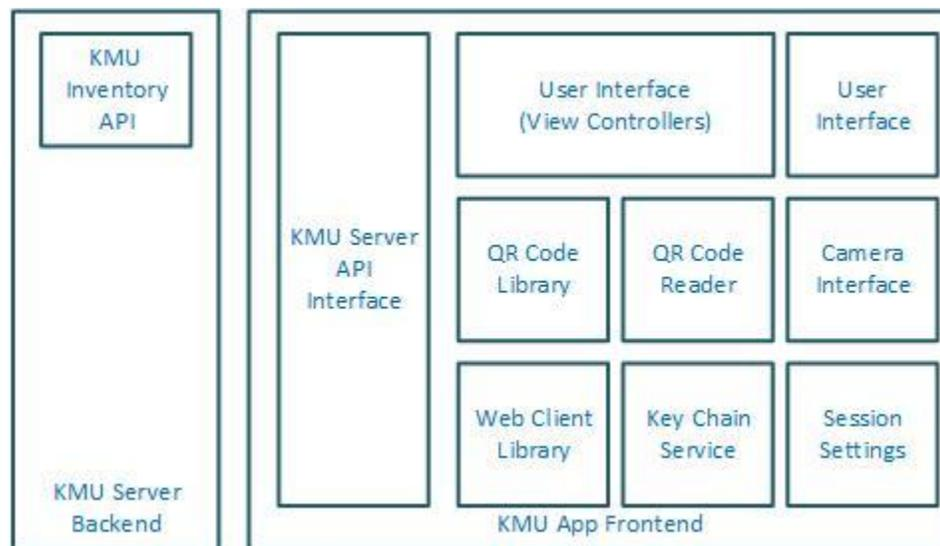 KMU
Inventory
API
KMU Server
Backend
KMU Server
API
Interface
User Interface
(View Controllers)
User
Interface
QR Code
Library
QR Code
Reader
Camera
Interface
Web Client
Library
Key Chain
Service
Session
Settings
KMU App Frontend